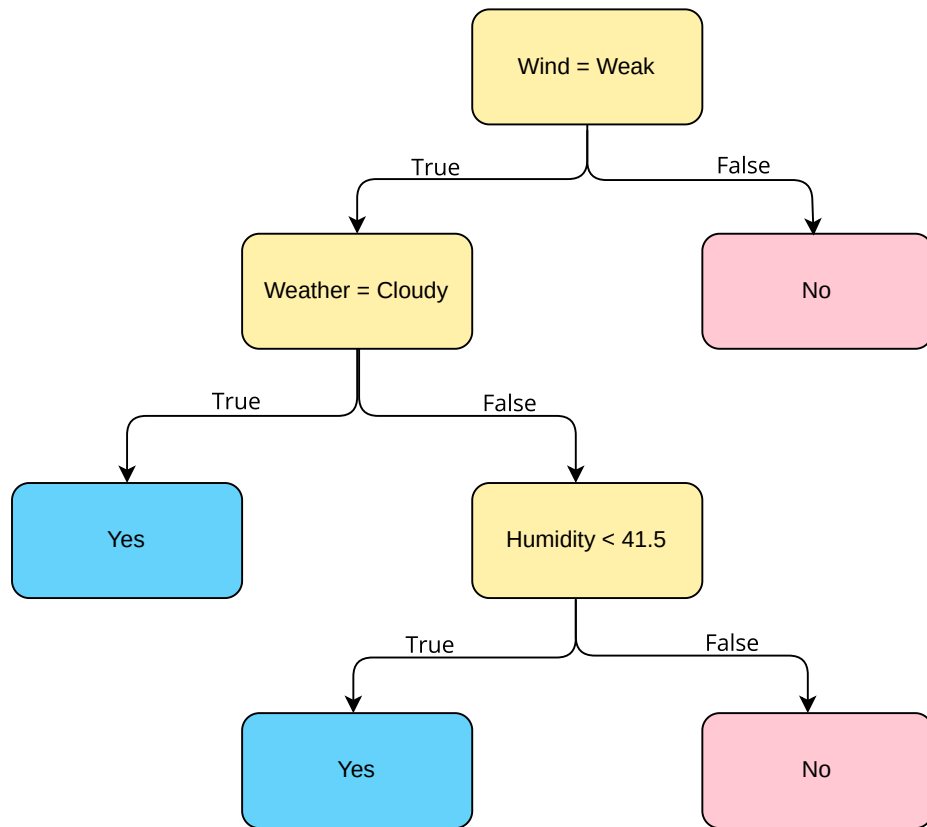 Wind = Weak
True
False
Weather = Cloudy
No
True
False
Yes
Humidity < 41.5
True
False
Yes
No